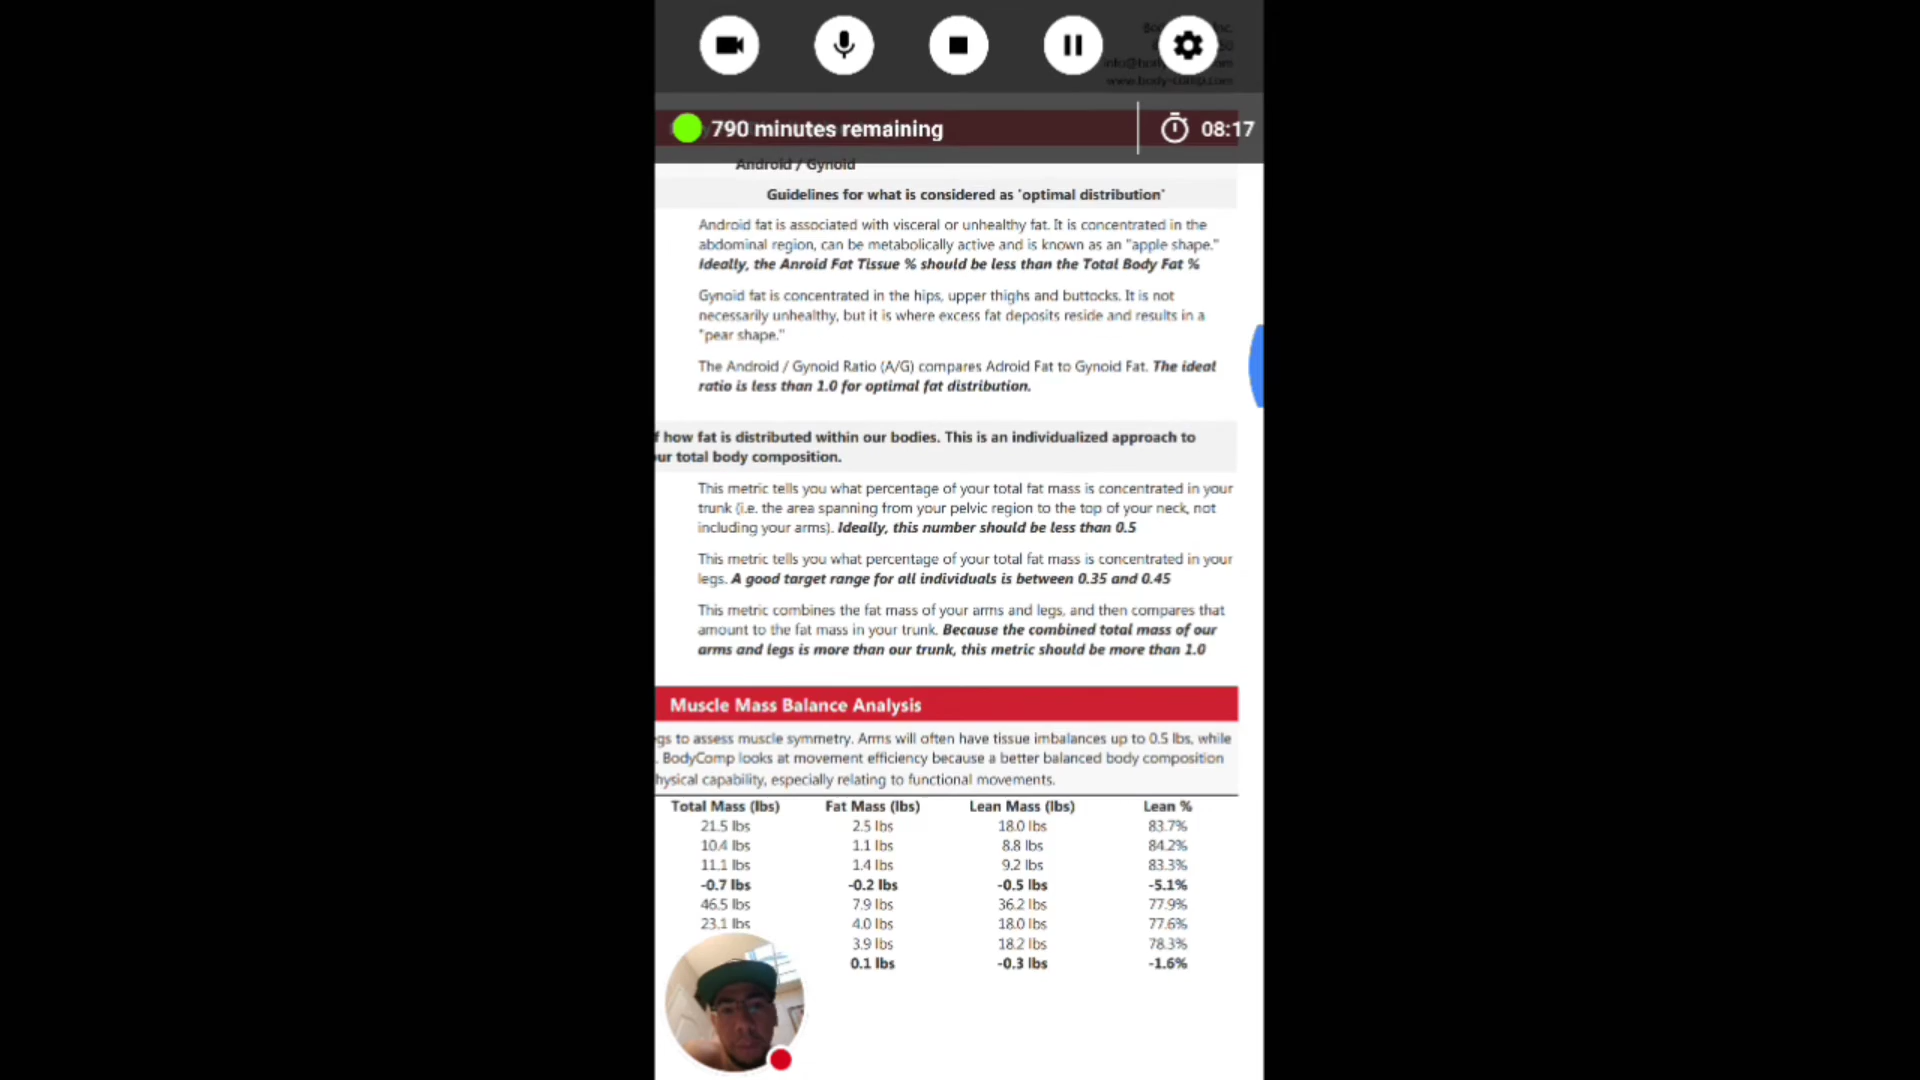 info@bo
www.body-comp.com
790 minutes remaining
08:17
Android / Gynoid
Guidelines for what is considered as "optimal distribution"
Android fat is associated with visceral or unhealthy fat. It is concentrated in the
abdominal region, can be metabolically active and is known as an "apple shape."
Ideally, the Anroid Fat Tissue % should be less than the Total Body Fat %
Gynoid fat is concentrated in the hips, upper thighs and buttocks. It is not
necessarily unhealthy, but it is where excess fat deposits reside and results in a
"pear shape."
The Android / Gynoid Ratio (A/G) compares Adroid Fat to Gynoid Fat. The ideal
ratio is less than 1.0 for optimal fat distribution.
f how fat is distributed within our bodies. This is an individualized approach to
ur total body composition.
This metric tells you what percentage of your total fat mass is concentrated in your
trunk (i.e. the area spanning from your pelvic region to the top of your neck, not
including your arms). Ideally, this number should be less than 0.5
This metric tells you what percentage of your total fat mass is concentrated in your
legs. A good target range for all individuals is between 0.35 and 0.45
This metric combines the fat mass of your arms and legs, and then compares that
amount to the fat mass in your trunk. Because the combined total mass of our
arms and legs is more than our trunk, this metric should be more than 1.0
Muscle Mass Balance Analysis
gs to assess muscle symmetry. Arms will often have tissue imbalances up to 0.5 lbs, while
. BodyComp looks at movement efficiency because a better balanced body composition
hysical capability, especially relating to functional movements.
Total Mass (lbs) Fat Mass (lbs) Lean Mass (lbs) Lean %
21.5 lbs 2.5 lbs 18.0 lbs 83.7%
10.4 lbs 1.1 lbs 8.8 lbs 84.2%
11.1 lbs 1.4 lbs 9.2 lbs 83.3%
-0.7 lbs -0.2 lbs -0.5 lbs -5.1%
46.5 lbs 7.9 lbs 36.2 lbs 77.9%
23.1 lbs 4.0 lbs 18.0 lbs 77.6%
3.9 lbs 18.2 lbs 78.3%
0.1 lbs -0.3 lbs -1.6%